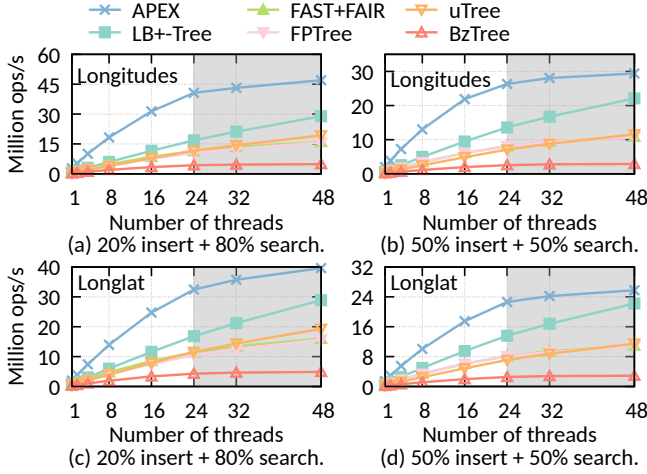 APEX FAST+FAIR uTree
LB+-Tree FPTree BzTree
Million ops/s
60
45
30
15
0
Longitudes
1 8 16 24 32 48
Number of threads
(a) 20% insert + 80% search.
30
20
10
0
Longitudes
1 8 16 24 32 48
Number of threads
(b) 50% insert + 50% search.
Million ops/s
40
30
20
10
0
Longlat
1 8 16 24 32 48
Number of threads
(c) 20% insert + 80% search.
32
24
16
8
0
Longlat
1 8 16 24 32 48
Number of threads
(d) 50% insert + 50% search.